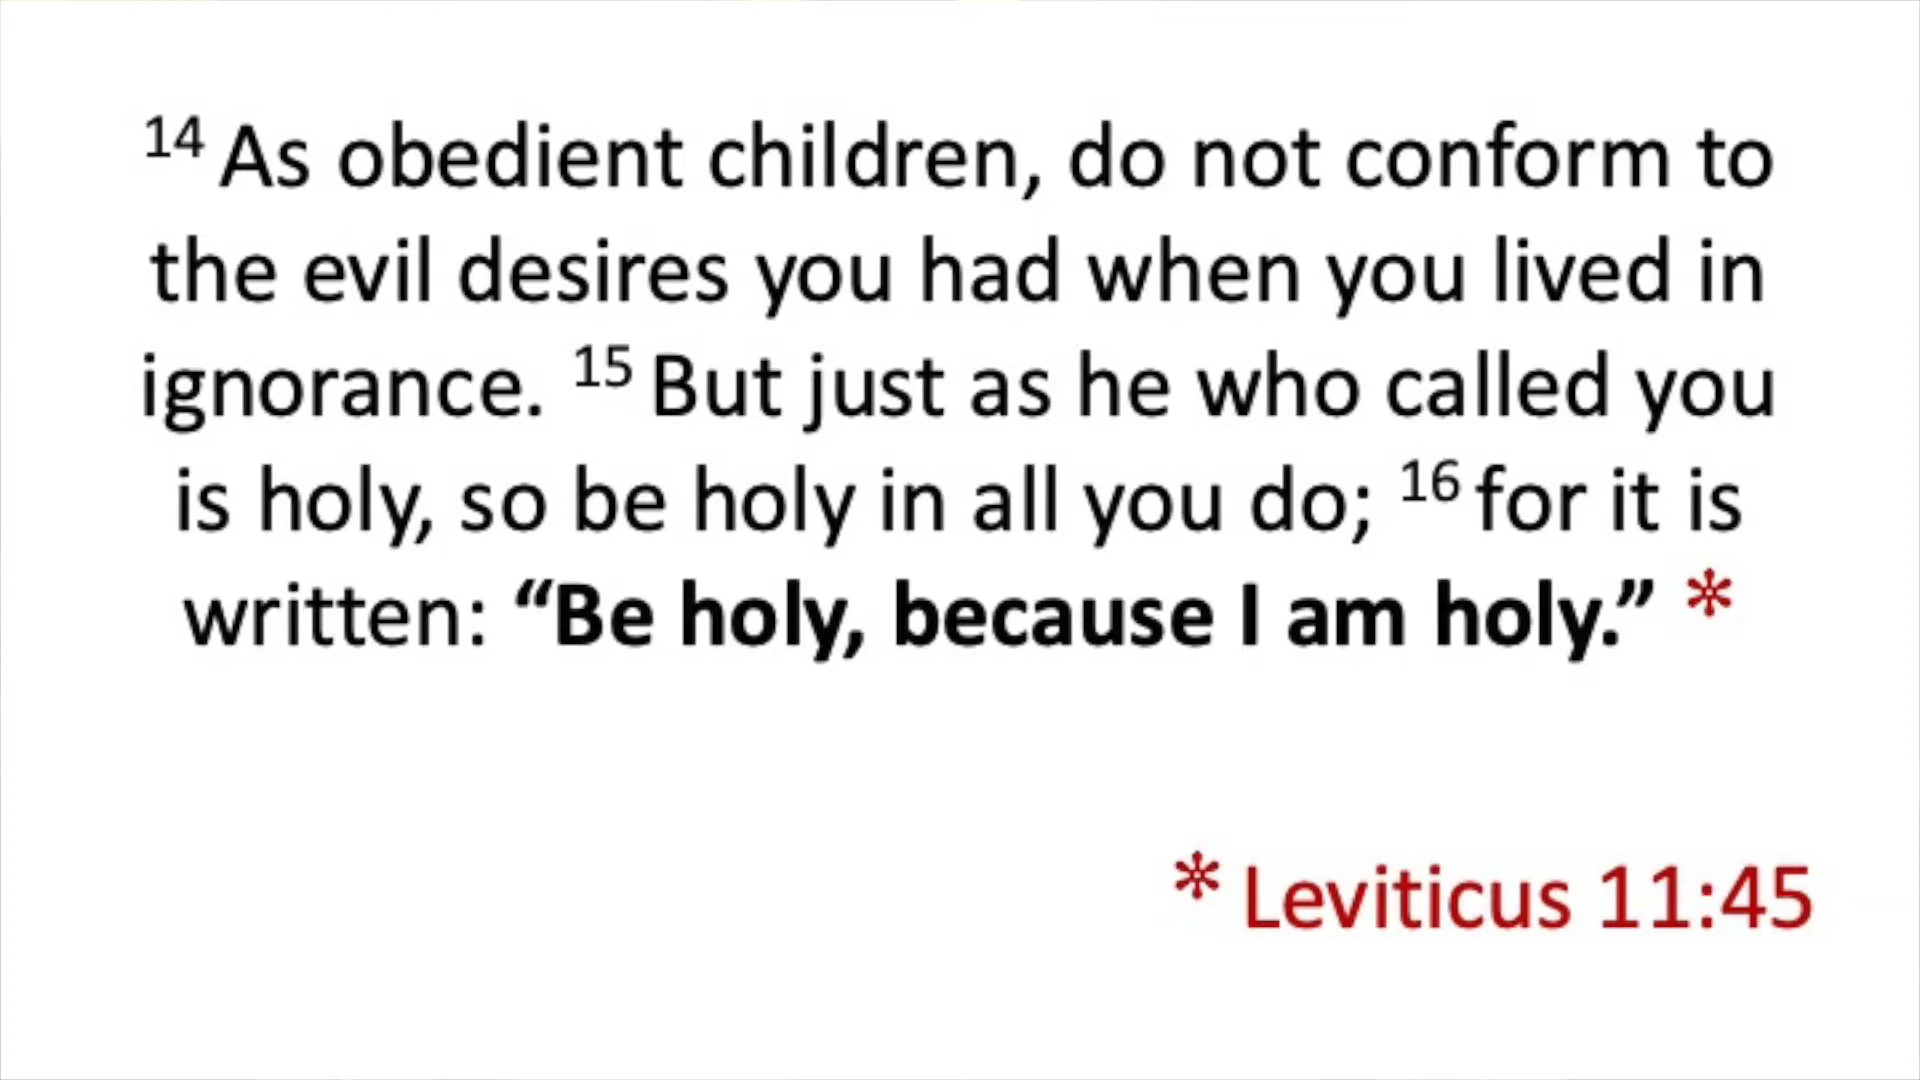 14 As obedient children, do not conform to
the evil desires you had when you lived in
ignorance. 15 But just as he who called you
is holy, so be holy in all you do; 16 for it is
written: “Be holy, because I am holy.” *
* Leviticus 11:45